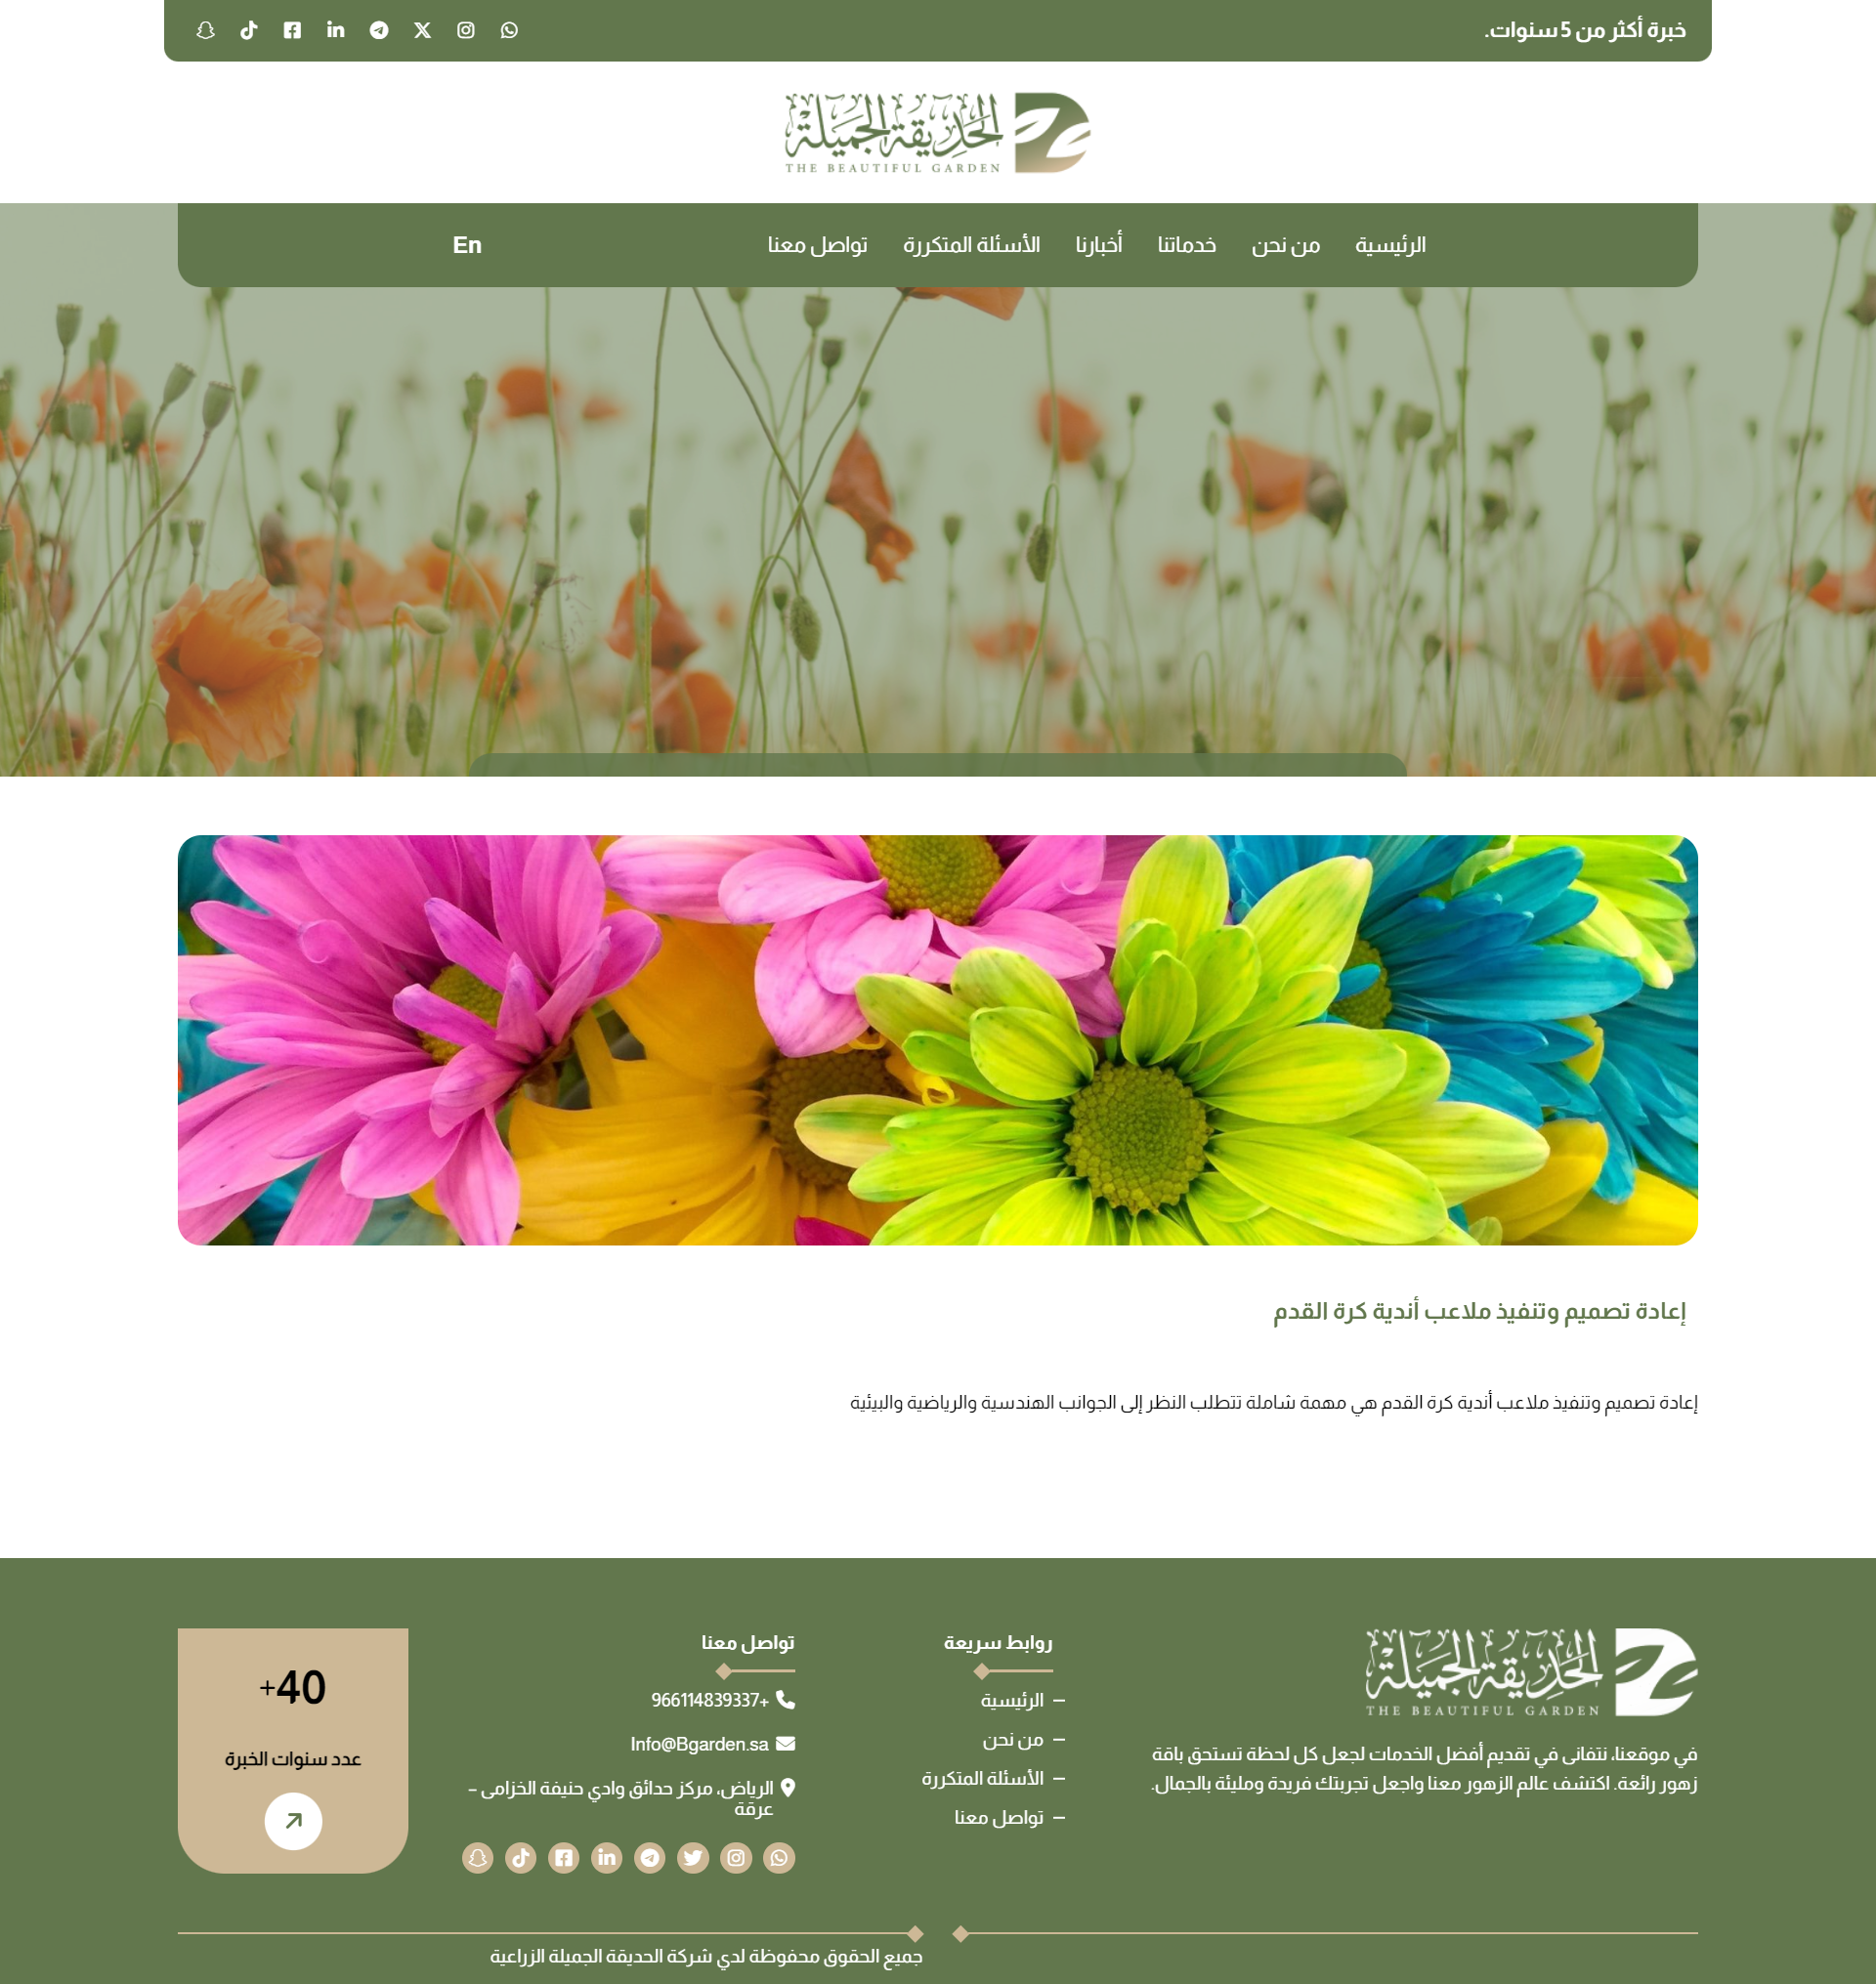 خبرة أكثر من 5 سنوات.
الحديقة الجميلة
THE BEAUTIFUL GARDEN
الرئيسية
من نحن
خدماتنا
أخبارنا
الأسئلة المتكررة
تواصل معنا
En
إعادة تصميم وتنفيذ ملاعب أندية كرة القدم
إعادة تصميم وتنفيذ ملاعب أندية كرة القدم هي مهمة شاملة تتطلب النظر إلى الجوانب الهندسية والرياضية والبيئية
الحديقة الجميلة
THE BEAUTIFUL GARDEN
في موقعنا، نتفانى في تقديم أفضل الخدمات لجعل كل لحظة تستحق باقة
زهور رائعة. اكتشف عالم الزهور معنا واجعل تجربتك فريدة ومليئة بالجمال.
روابط سريعة
الرئيسية
من نحن
الأسئلة المتكررة
تواصل معنا
تواصل معنا
966114839337+
Info@Bgarden.sa
الرياض، مركز حدائق وادي حنيفة الخزامى –
عرقة
+40
عدد سنوات الخبرة
جميع الحقوق محفوظة لدي شركة الحديقة الجميلة الزراعية